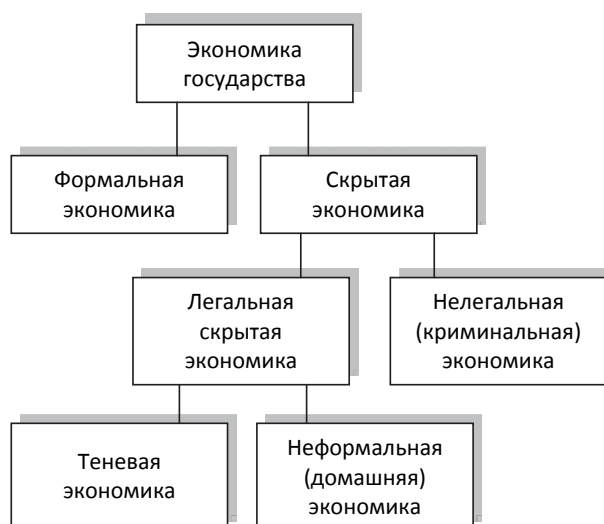 Экономика
государства
Формальная
экономика
Скрытая
экономика
Легальная
скрытая
экономика
Нелегальная
(криминальная)
экономика
Теневая
экономика
Неформальная
(домашняя)
экономика